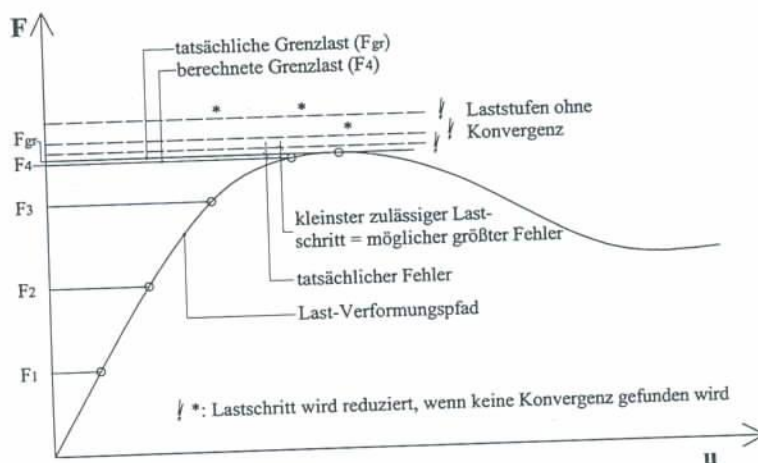 F
tatsächliche Grenzlast (Fgr)
berechnete Grenzlast (F4)
* *
Laststufen ohne
*
Konvergenz
Fgr
F4
F3
kleinster zulässiger Last-
schritt = möglicher größter Fehler
tatsächlicher Fehler
F2
Last-Verformungspfad
F1
*: Lastschritt wird reduziert, wenn keine Konvergenz gefunden wird
u